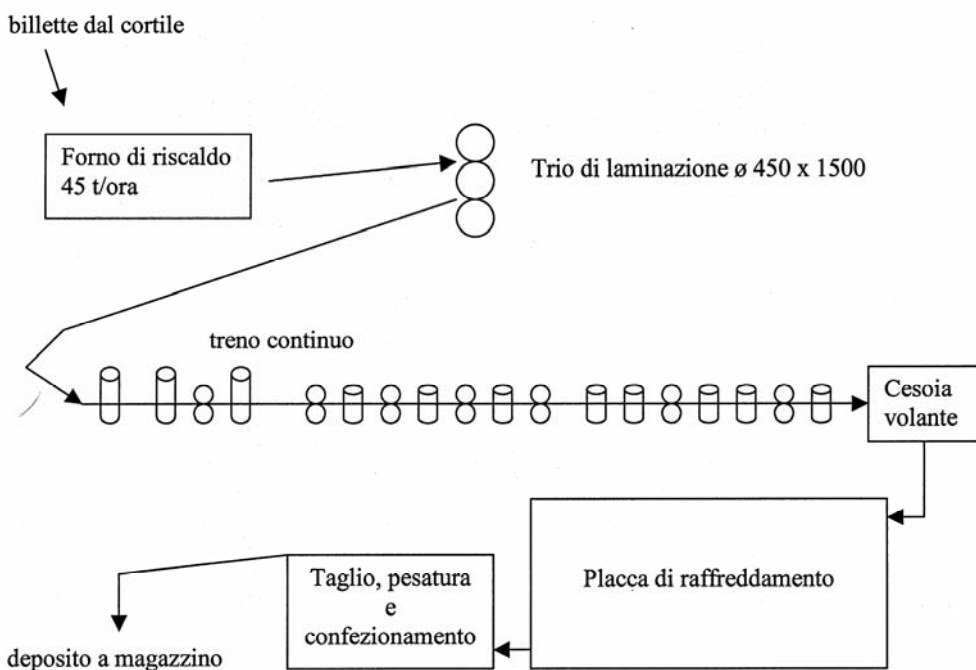 billette dal cortile
Forno di riscaldo
45 t/ora
Trio di laminazione ø 450 x 1500
treno continuo
Cesoia
volante
Placca di raffreddamento
Taglio, pesatura
e
confezionamento
deposito a magazzino